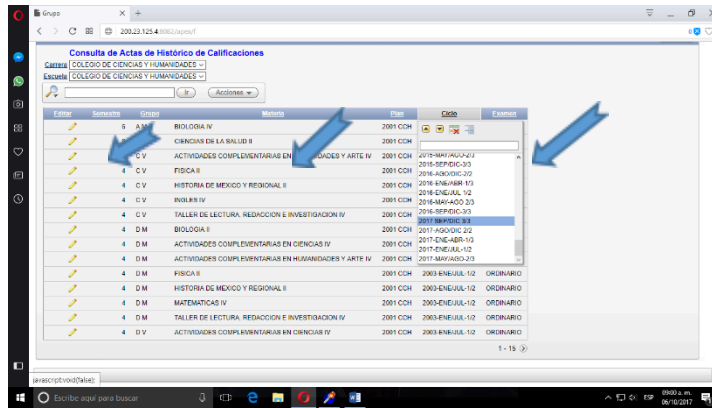 Grupo
200.23.125.4:8082/apex/f
Consulta de Actas de Histórico de Calificaciones
Carrera COLEGIO DE CIENCIAS Y HUMANIDADES
Escuela COLEGIO DE CIENCIAS Y HUMANIDADES
Ir Acciones
Editar Semestre Grupo Materia Plan Ciclo Examen
6 A M BIOLOGIA IV 2001 CCH
CIENCIAS DE LA SALUD II 2001 CCH
C V ACTIVIDADES COMPLEMENTARIAS EN DADES Y ARTE IV 2001 CCH
4 C V FISICA II 2001 CCH
4 C V HISTORIA DE MEXICO Y REGIONAL II 2001 CCH
4 C V INGLES IV 2001 CCH
4 C V TALLER DE LECTURA, REDACCION E INVESTIGACION IV 2001 CCH
4 D M BIOLOGIA II 2001 CCH
4 D M ACTIVIDADES COMPLEMENTARIAS EN CIENCIAS IV 2001 CCH
4 D M ACTIVIDADES COMPLEMENTARIAS EN HUMANIDADES Y ARTE IV 2001 CCH
2015-MAY/AGO-2/3
2015-SEP/DIC-3/3
2016-AGO/DIC-2/2
2016-ENE/ABR-1/3
2016-ENE/JUL 1/2
2016-MAY-AGO 2/3
2016-SEP/DIC-3/3
2017 SEP/DIC 3/3
2017-AGO/DIC 2/2
2017-ENE-ABR-1/3
2017-ENE/JUL-1/2
2017-MAY/AGO-2/3
4 D M FISICA II 2001 CCH 2003-ENE/JUL-1/2 ORDINARIO
4 D M HISTORIA DE MEXICO Y REGIONAL II 2001 CCH 2003-ENE/JUL-1/2 ORDINARIO
4 D M MATEMATICAS IV 2001 CCH 2003-ENE/JUL-1/2 ORDINARIO
4 D M TALLER DE LECTURA, REDACCION E INVESTIGACION IV 2001 CCH 2003-ENE/JUL-1/2 ORDINARIO
4 D V ACTIVIDADES COMPLEMENTARIAS EN CIENCIAS IV 2001 CCH 2003-ENE/JUL-1/2 ORDINARIO
1 - 15
javascript:void(false);
Escribe aquí para buscar
ESP
09:00 a. m.
06/10/2017